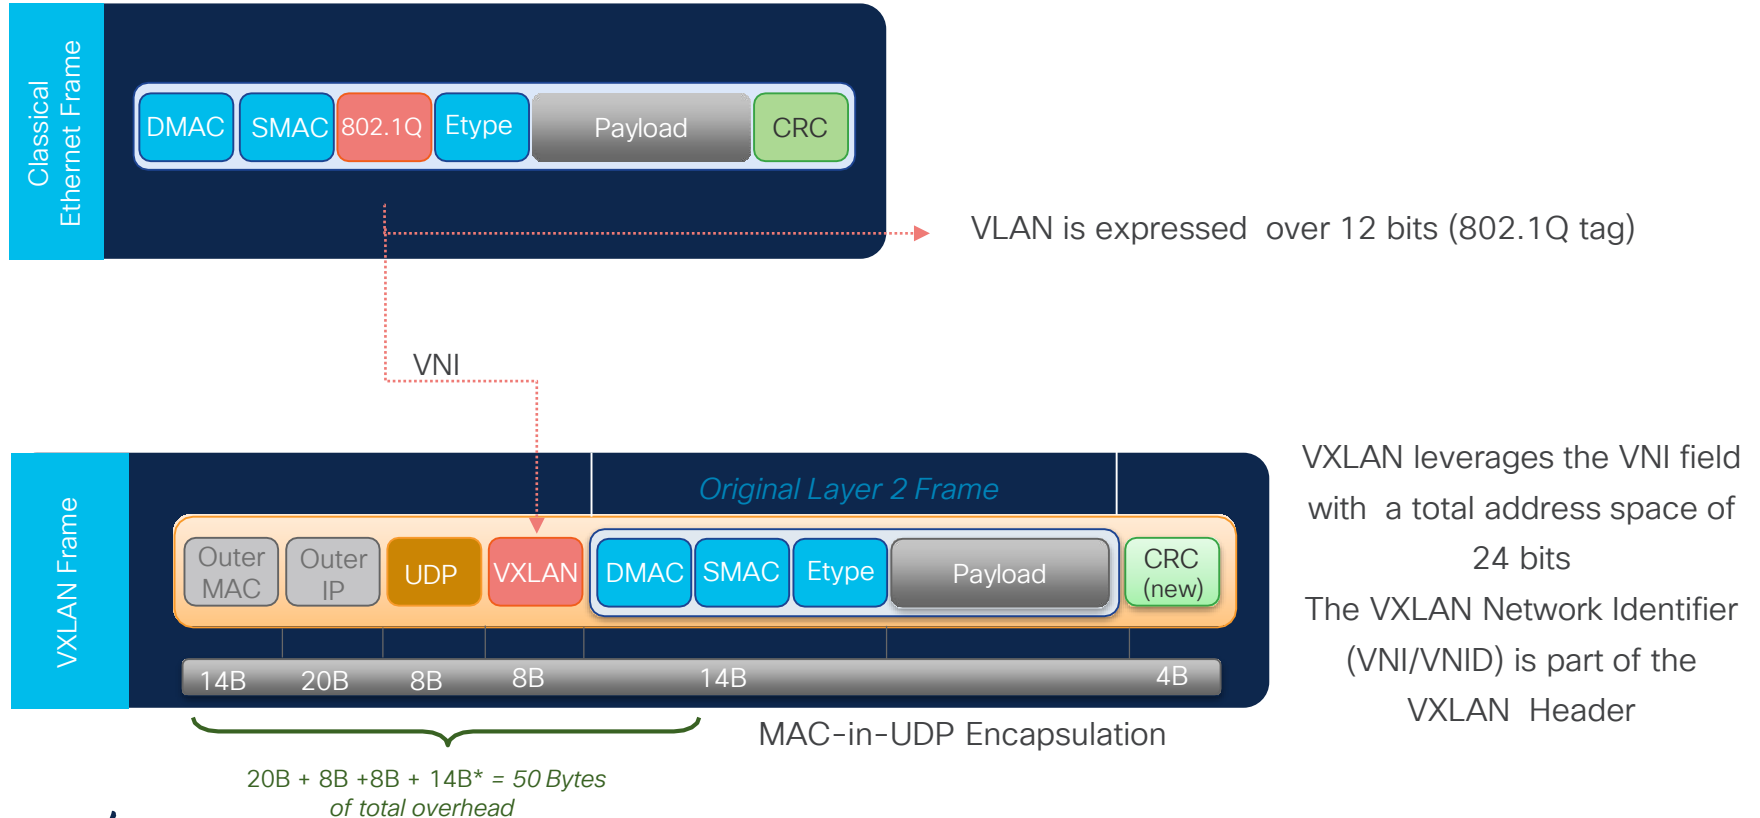 Classical
Ethernet Frame
DMAC SMAC 802.1Q Etype Payload CRC
VLAN is expressed over 12 bits (802.1Q tag)
VNI
VXLAN Frame
Original Layer 2 Frame
Outer MAC Outer IP UDP VXLAN DMAC SMAC Etype Payload CRC (new)
14B 20B 8B 8B 14B 4B
VXLAN leverages the VNI field
with a total address space of
24 bits
The VXLAN Network Identifier
(VNI/VNID) is part of the
VXLAN Header
MAC-in-UDP Encapsulation
20B + 8B +8B + 14B* = 50 Bytes
of total overhead